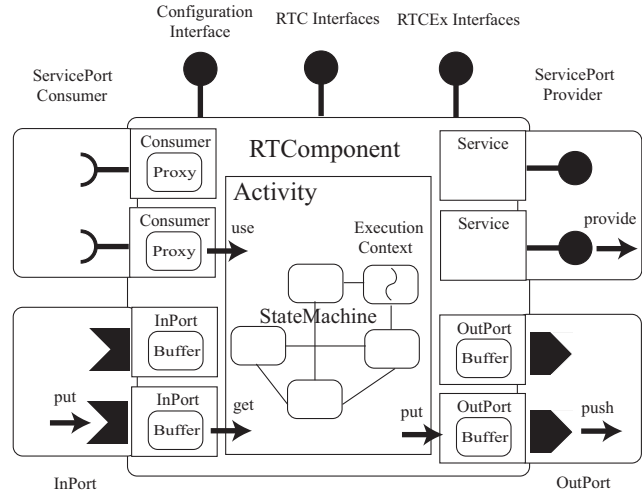 Configuration
Interface
RTC Interfaces
RTCEx Interfaces
ServicePort
Consumer
ServicePort
Provider
Consumer
Proxy
RTComponent
Service
Activity
Consumer
Proxy
use
Execution
Context
Service
provide
StateMachine
InPort
Buffer
OutPort
Buffer
put
InPort
Buffer
get
put
OutPort
Buffer
push
InPort
OutPort